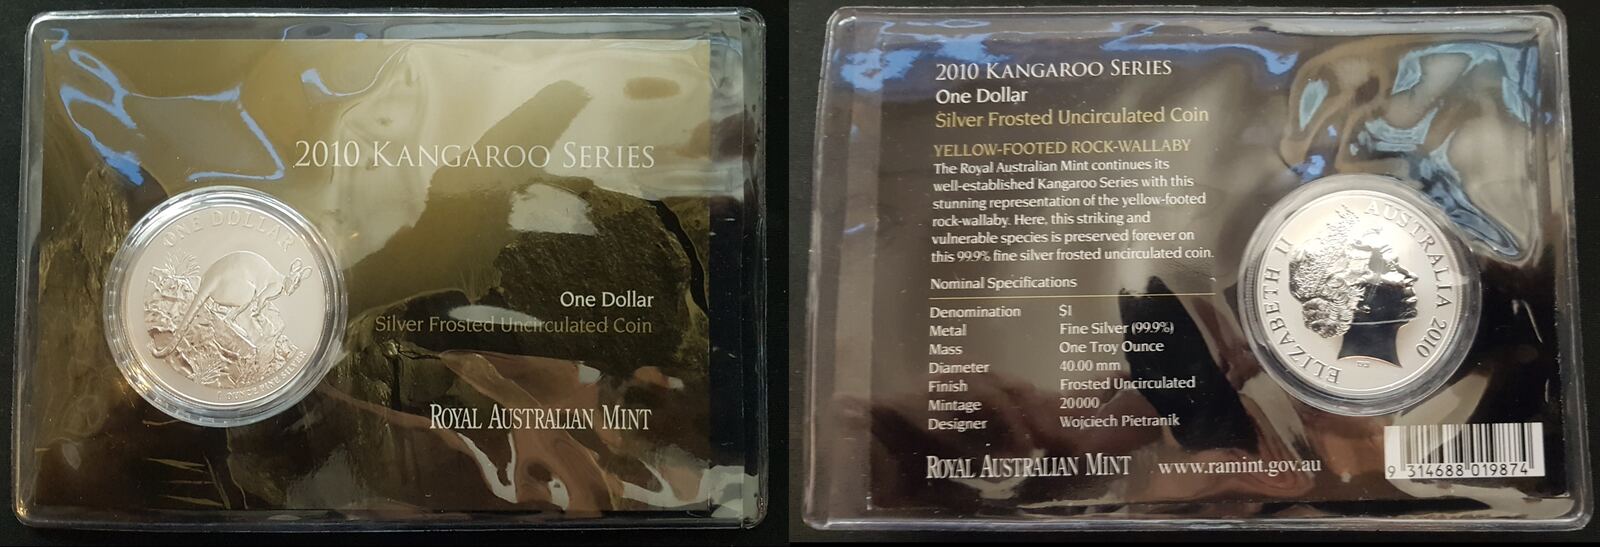 2010 KANGAROO SERIES
ONE DOLLAR
1 OUNCE FINE SILVER
One Dollar
Silver Frosted Uncirculated Coin
ROYAL AUSTRALIAN MINT
2010 KANGAROO SERIES
One Dollar
Silver Frosted Uncirculated Coin
YELLOW-FOOTED ROCK-WALLABY
The Royal Australian Mint continues its
well-established Kangaroo Series with this
stunning representation of the yellow-footed
rock-wallaby. Here, this striking and
vulnerable species is preserved forever on
this 99.9% fine silver frosted uncirculated coin.
Nominal Specifications
Denomination $1
Metal Fine Silver (99.9%)
Mass One Troy Ounce
Diameter 40.00 mm
Finish Frosted Uncirculated
Mintage 20000
Designer Wojciech Pietranik
ELIZABETH II AUSTRALIA 2010
ROYAL AUSTRALIAN MINT www.ramint.gov.au
9 314688 019874